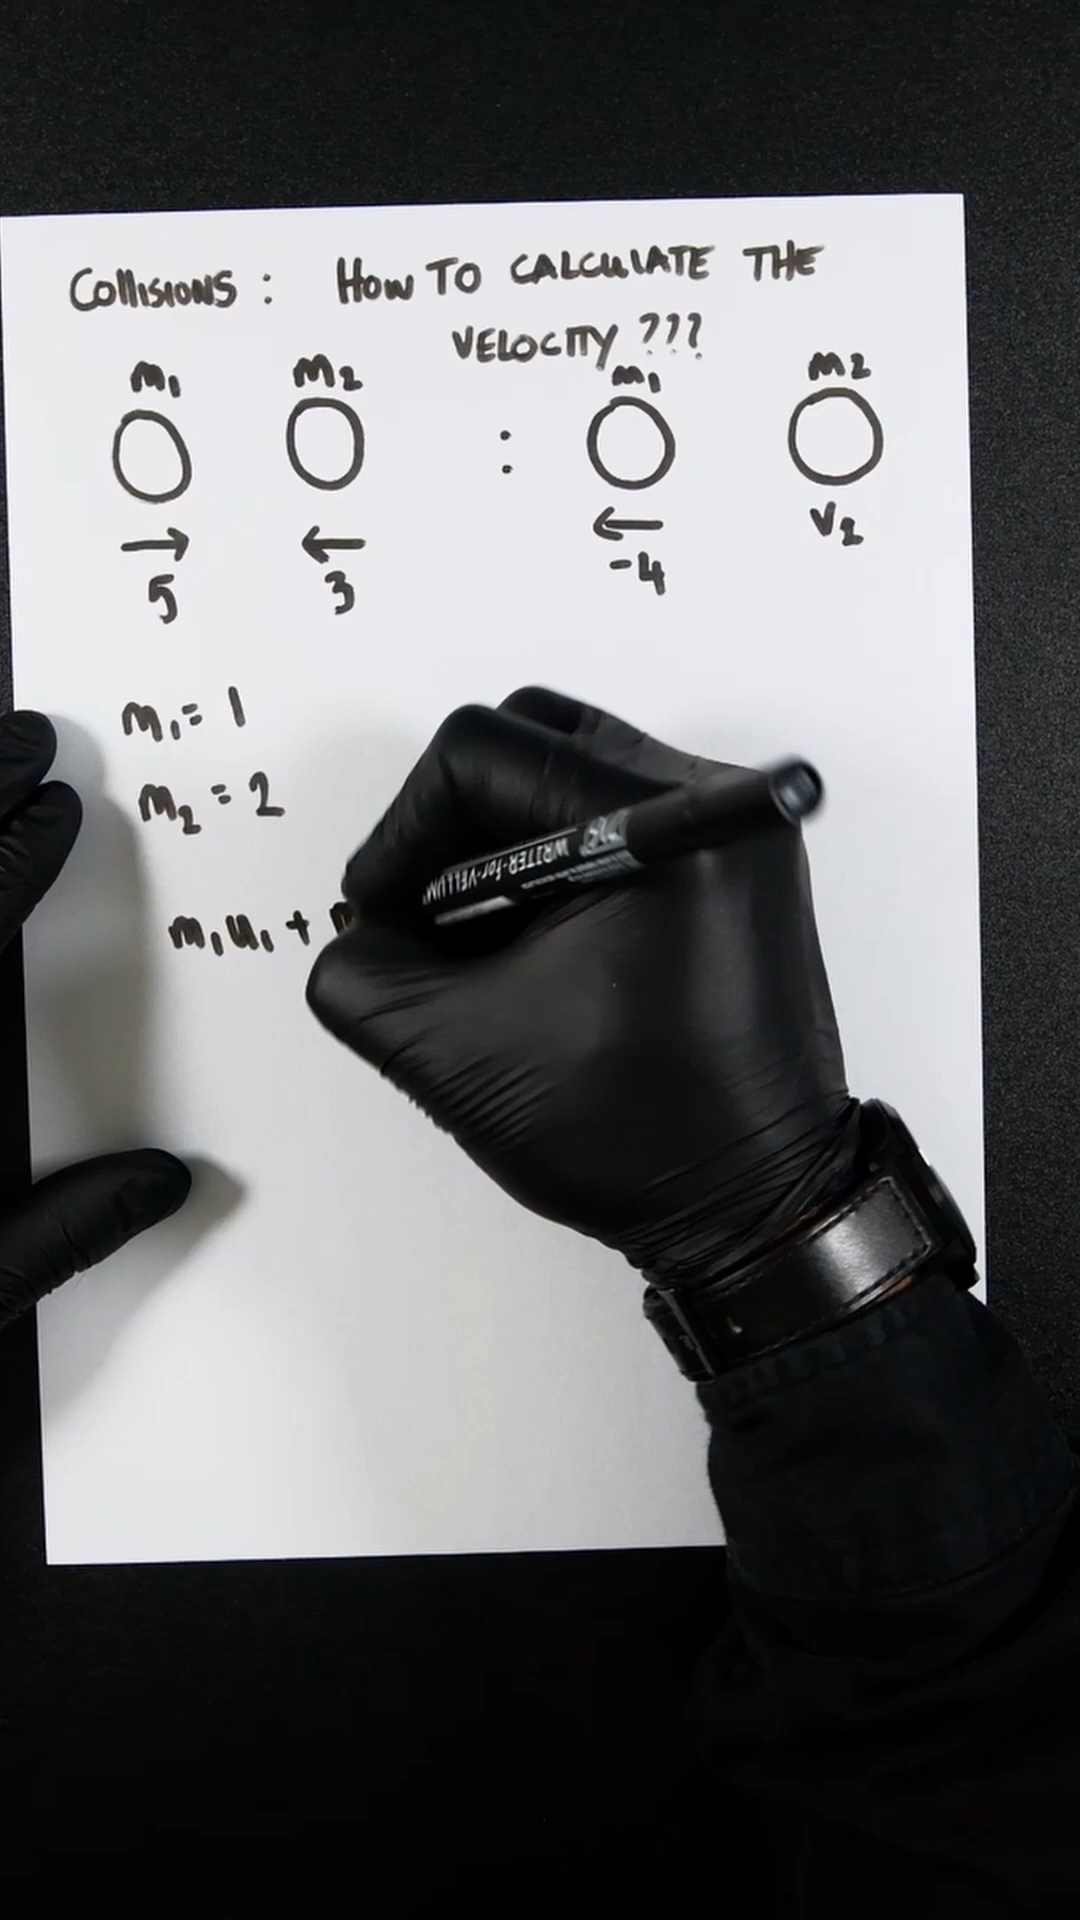 COllISIONS : HOW TO CALCULATE THE
VELOCITY ???
m1 m2 : m1 m2
→ ← ← v2
5 3 -4
m1 = 1
m2 = 2
m1u1 + m
WRITER-for-VELLUM